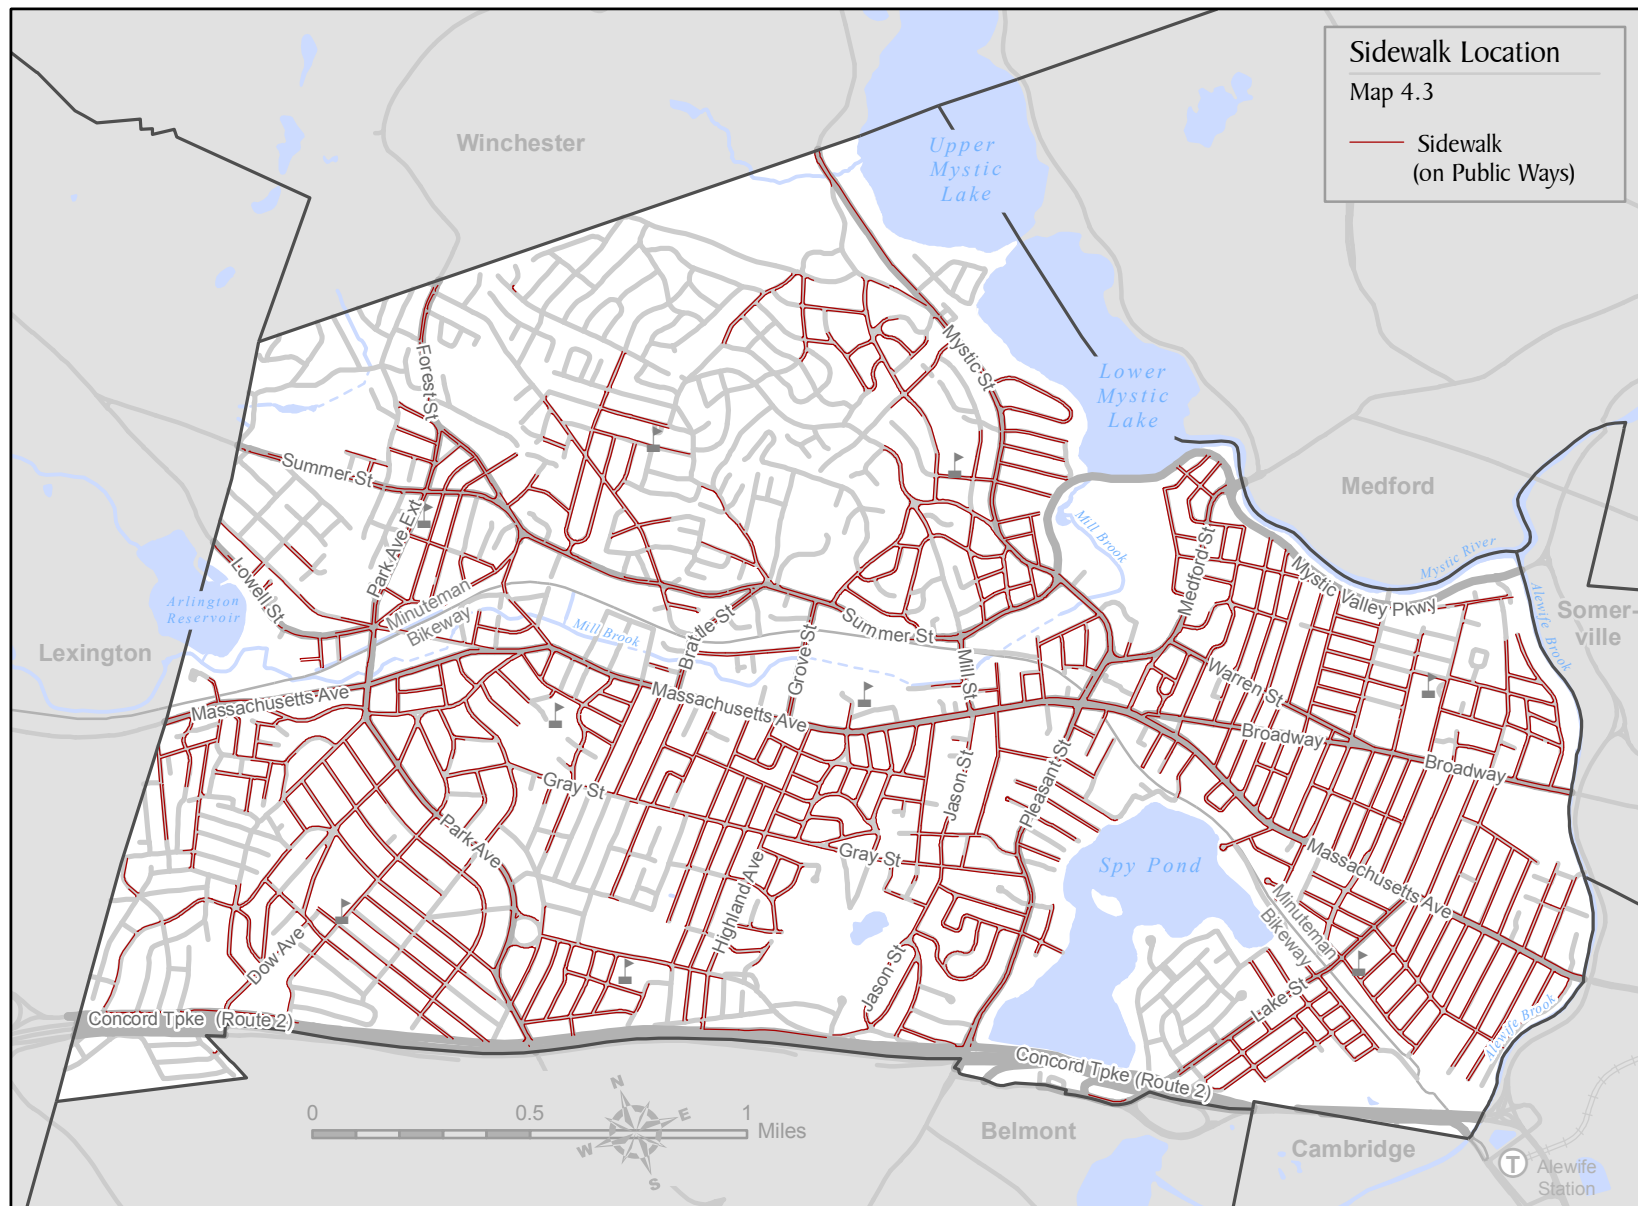 Sidewalk Location
Map 4.3
Sidewalk
(on Public Ways)
Winchester
Upper
Mystic
Lake
Lower
Mystic
Lake
Mystic St
Forest St
Summer St
Park Ave Ext
Medford
Mill Brook
Medford St
Mystic River
Mystic Valley Pkwy
Alewife Brook
Somer-
ville
Arlington
Reservoir
Lowell St
Minuteman
Bikeway
Mill Brook
Brattle St
Grove St
Summer St
Mill St
Lexington
Massachusetts Ave
Massachusetts Ave
Warren St
Broadway
Broadway
Gray St
Jason St
Pleasant St
Park Ave
Gray St
Highland Ave
Spy Pond
Massachusetts Ave
Minuteman
Bikeway
Dow Ave
Jason St
Lake St
Alewife Brook
Concord Tpke (Route 2)
Concord Tpke (Route 2)
0 0.5 1
Miles
N
E
W
S
Belmont
Cambridge
T
Alewife
Station